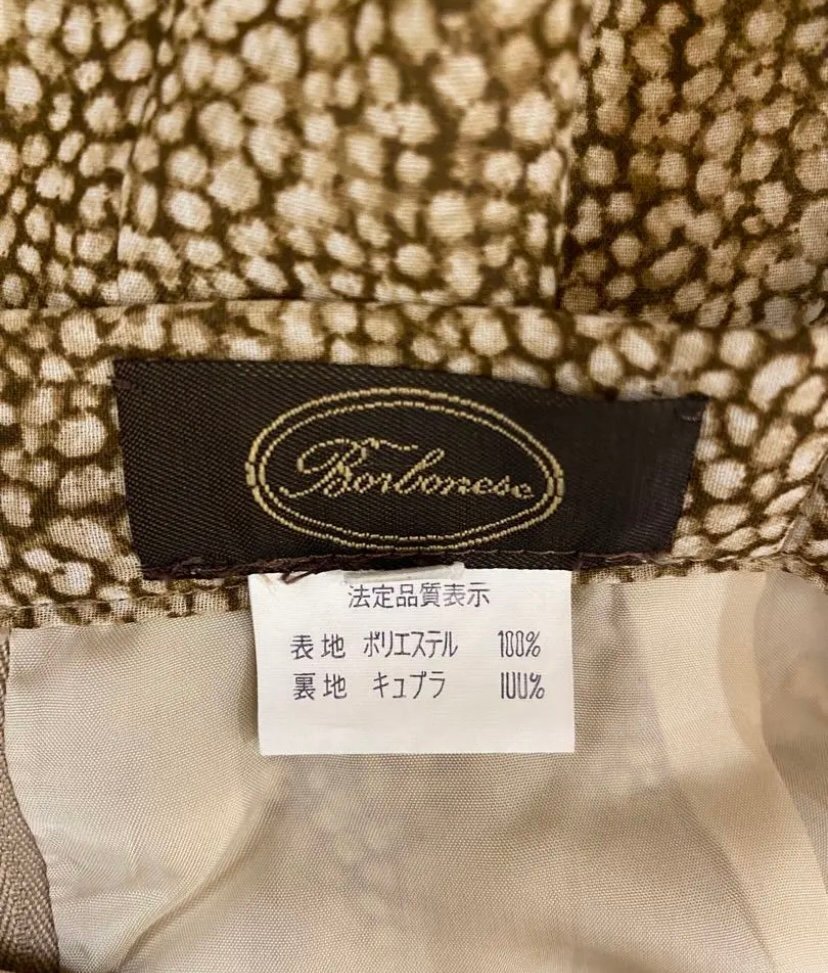 Borbonese
法定品質表示
表地 ポリエステル 100%
裏地 キュプラ 100%